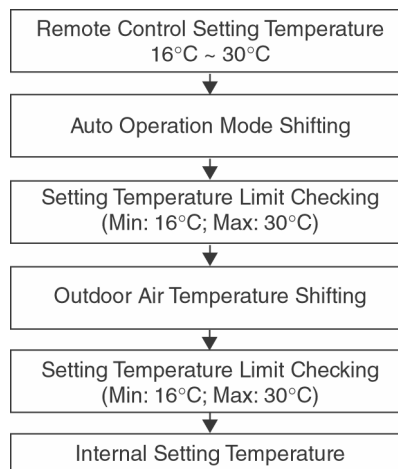 Remote Control Setting Temperature
16°C ~ 30°C
Auto Operation Mode Shifting
Setting Temperature Limit Checking
(Min: 16°C; Max: 30°C)
Outdoor Air Temperature Shifting
Setting Temperature Limit Checking
(Min: 16°C; Max: 30°C)
Internal Setting Temperature